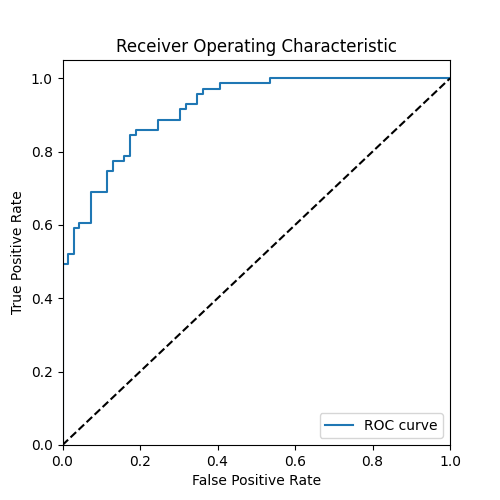 Receiver Operating Characteristic
True Positive Rate
1.0
0.8
0.6
0.4
0.2
0.0
ROC curve
0.0 0.2 0.4 0.6 0.8 1.0
False Positive Rate